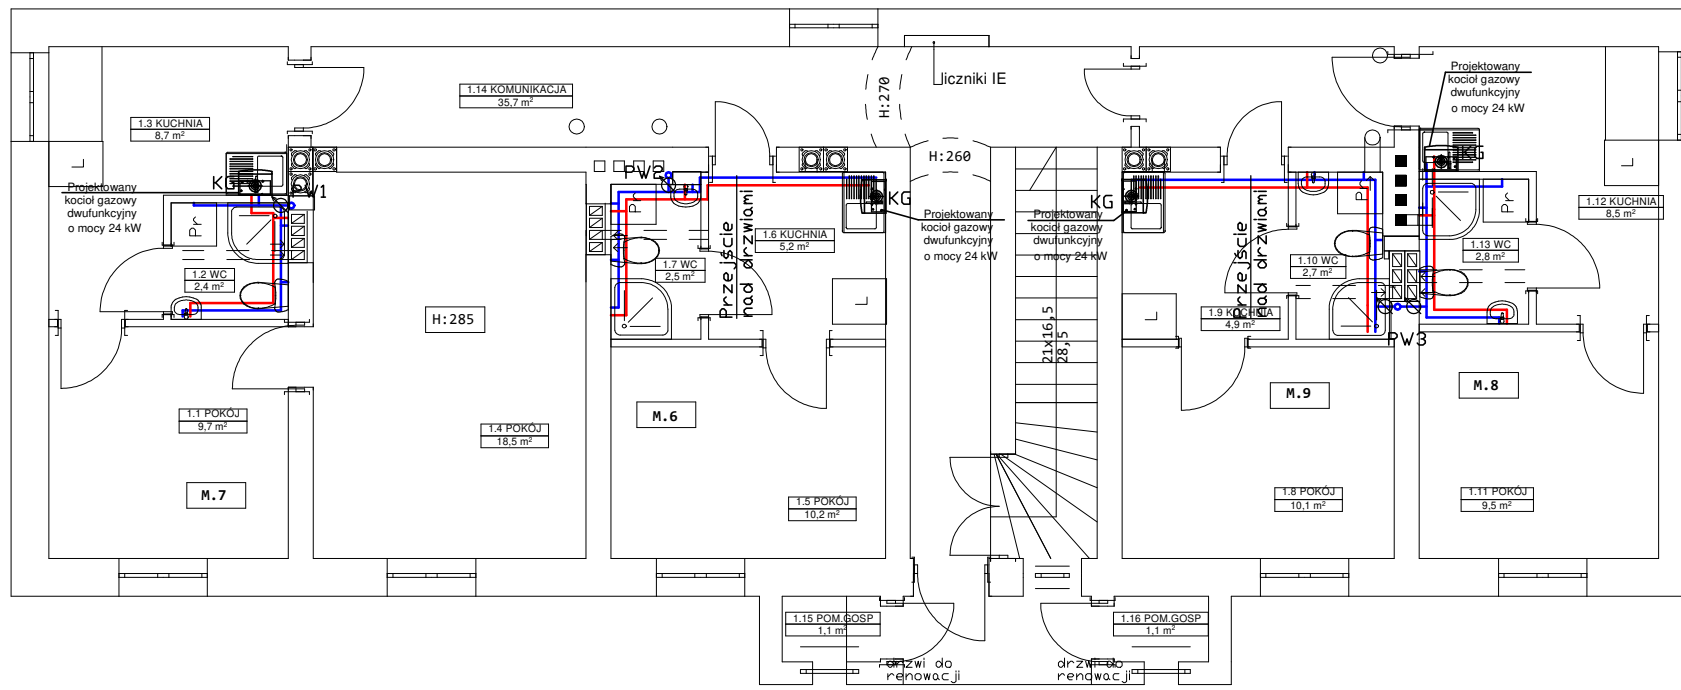 liczniki IE
H:270
H:260
1.14 KOMUNIKACJA
35,7 m²
1.3 KUCHNIA
8,7 m²
L
Projektowany
kocioł gazowy
dwufunkcyjny
o mocy 24 kW
KG
PW1
Pr
1.2 WC
2,4 m²
1.1 POKÓJ
9,7 m²
M.7
H:285
1.4 POKÓJ
18,5 m²
PW2
Pr
1.7 WC
2,5 m²
1.6 KUCHNIA
5,2 m²
Przejście
nad drzwiami
L
KG
Projektowany
kocioł gazowy
dwufunkcyjny
o mocy 24 kW
M.6
1.5 POKÓJ
10,2 m²
21x16,5
28,5
Projektowany
kocioł gazowy
dwufunkcyjny
o mocy 24 kW
KG
L
1.9 KUCHNIA
4,9 m²
Przejście
nad drzwiami
Pr
1.10 WC
2,7 m²
PW3
M.9
1.8 POKÓJ
10,1 m²
Projektowany
kocioł gazowy
dwufunkcyjny
o mocy 24 kW
KG
Pr
L
1.12 KUCHNIA
8,5 m²
1.13 WC
2,8 m²
M.8
1.11 POKÓJ
9,5 m²
1.15 POM.GOSP
1,1 m²
1.16 POM.GOSP
1,1 m²
drzwi do
renowacji
drzwi do
renowacji